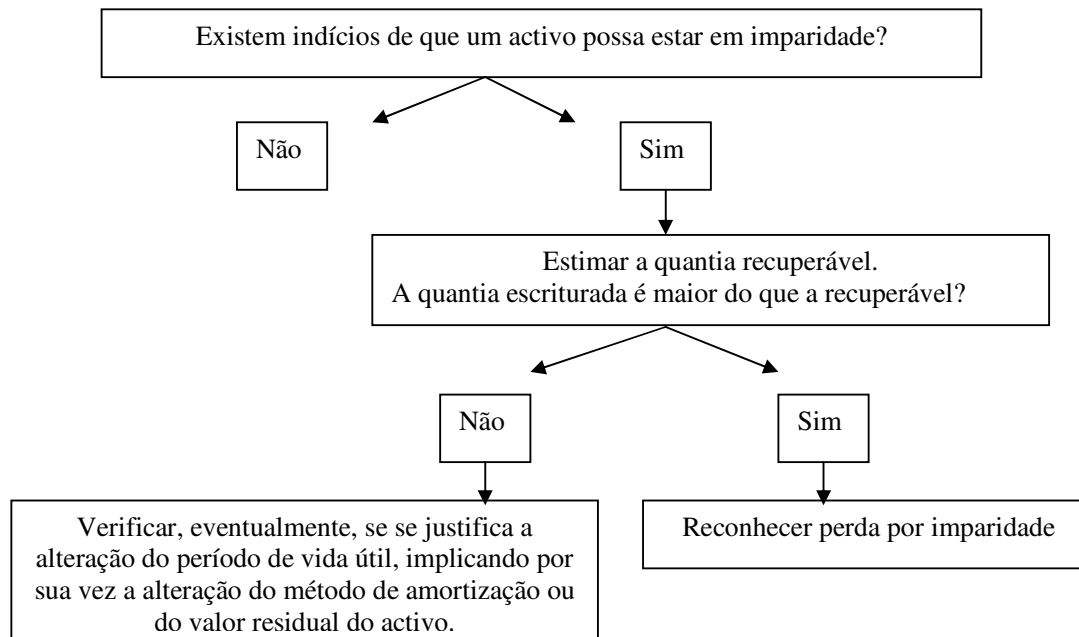 Existem indícios de que um activo possa estar em imparidade?
Não
Sim
Estimar a quantia recuperável.
A quantia escriturada é maior do que a recuperável?
Não
Sim
Verificar, eventualmente, se se justifica a
alteração do período de vida útil, implicando por
sua vez a alteração do método de amortização ou
do valor residual do activo.
Reconhecer perda por imparidade